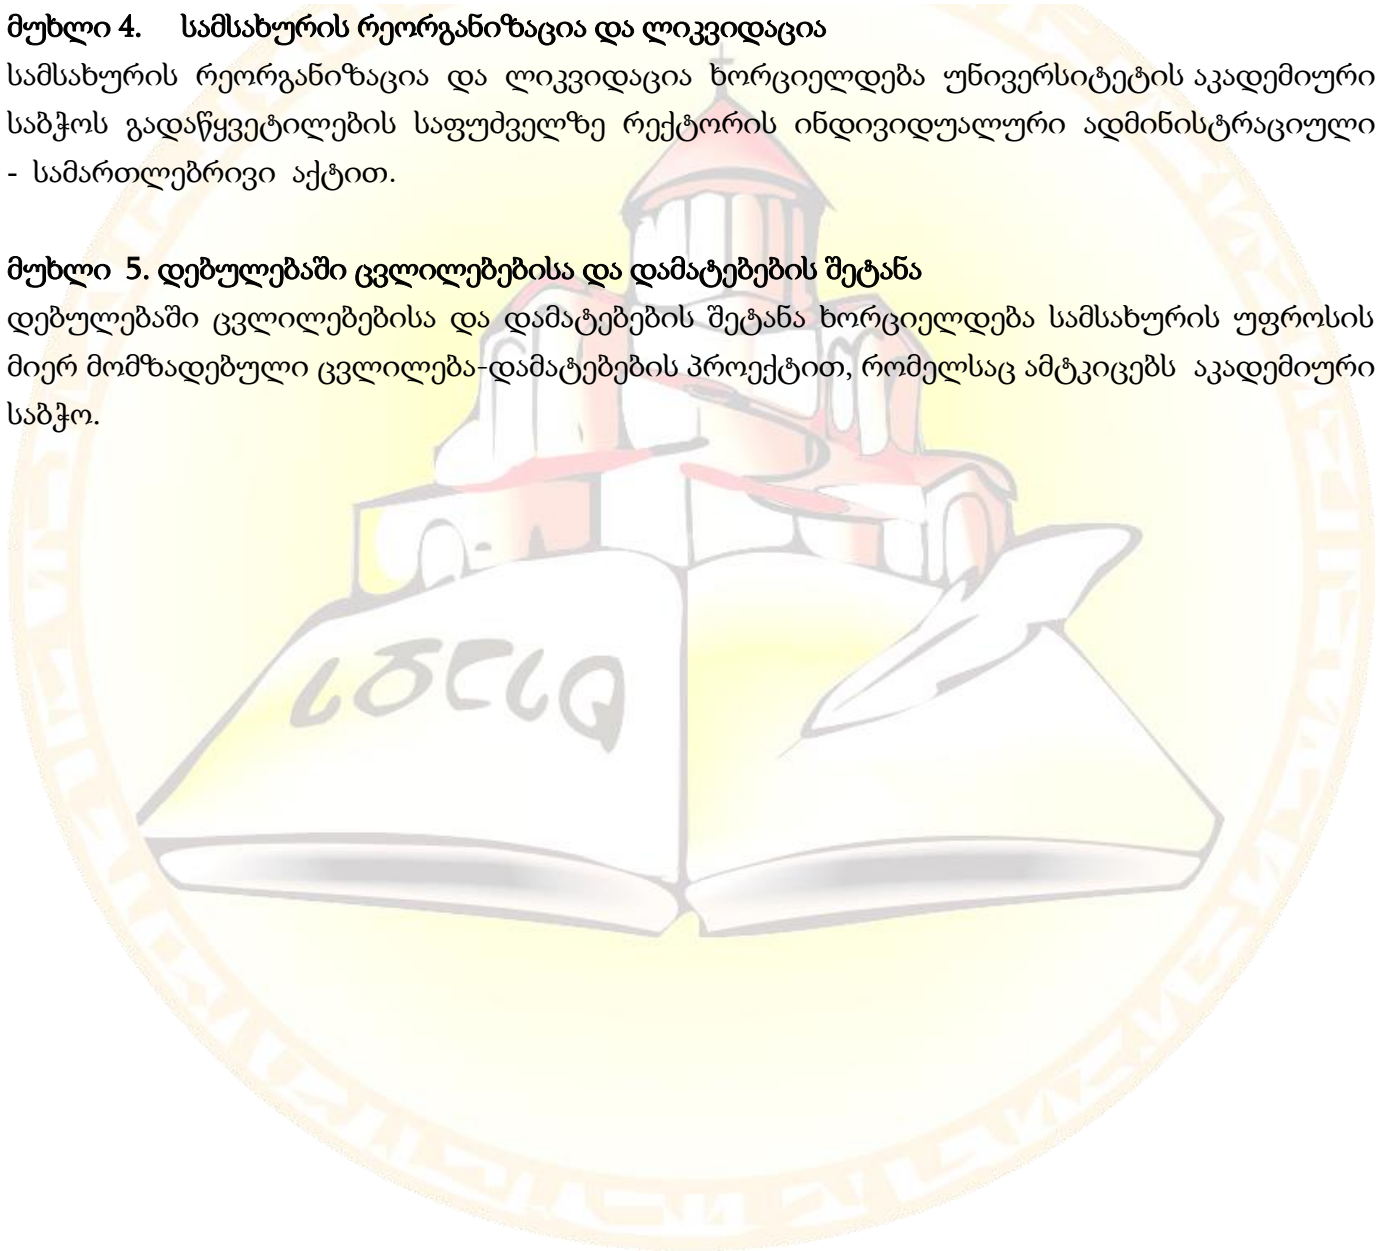 მუხლი 4. სამსახურის რეორგანიზაცია და ლიკვიდაცია
სამსახურის რეორგანიზაცია და ლიკვიდაცია ხორციელდება უნივერსიტეტის აკადემიური
საბჭოს გადაწყვეტილების საფუძველზე რექტორის ინდივიდუალური ადმინისტრაციული
- სამართლებრივი აქტით.
მუხლი 5. დებულებაში ცვლილებებისა და დამატებების შეტანა
დებულებაში ცვლილებებისა და დამატებების შეტანა ხორციელდება სამსახურის უფროსის
მიერ მომზადებული ცვლილება-დამატებების პროექტით, რომელსაც ამტკიცებს აკადემიური
საბჭო.